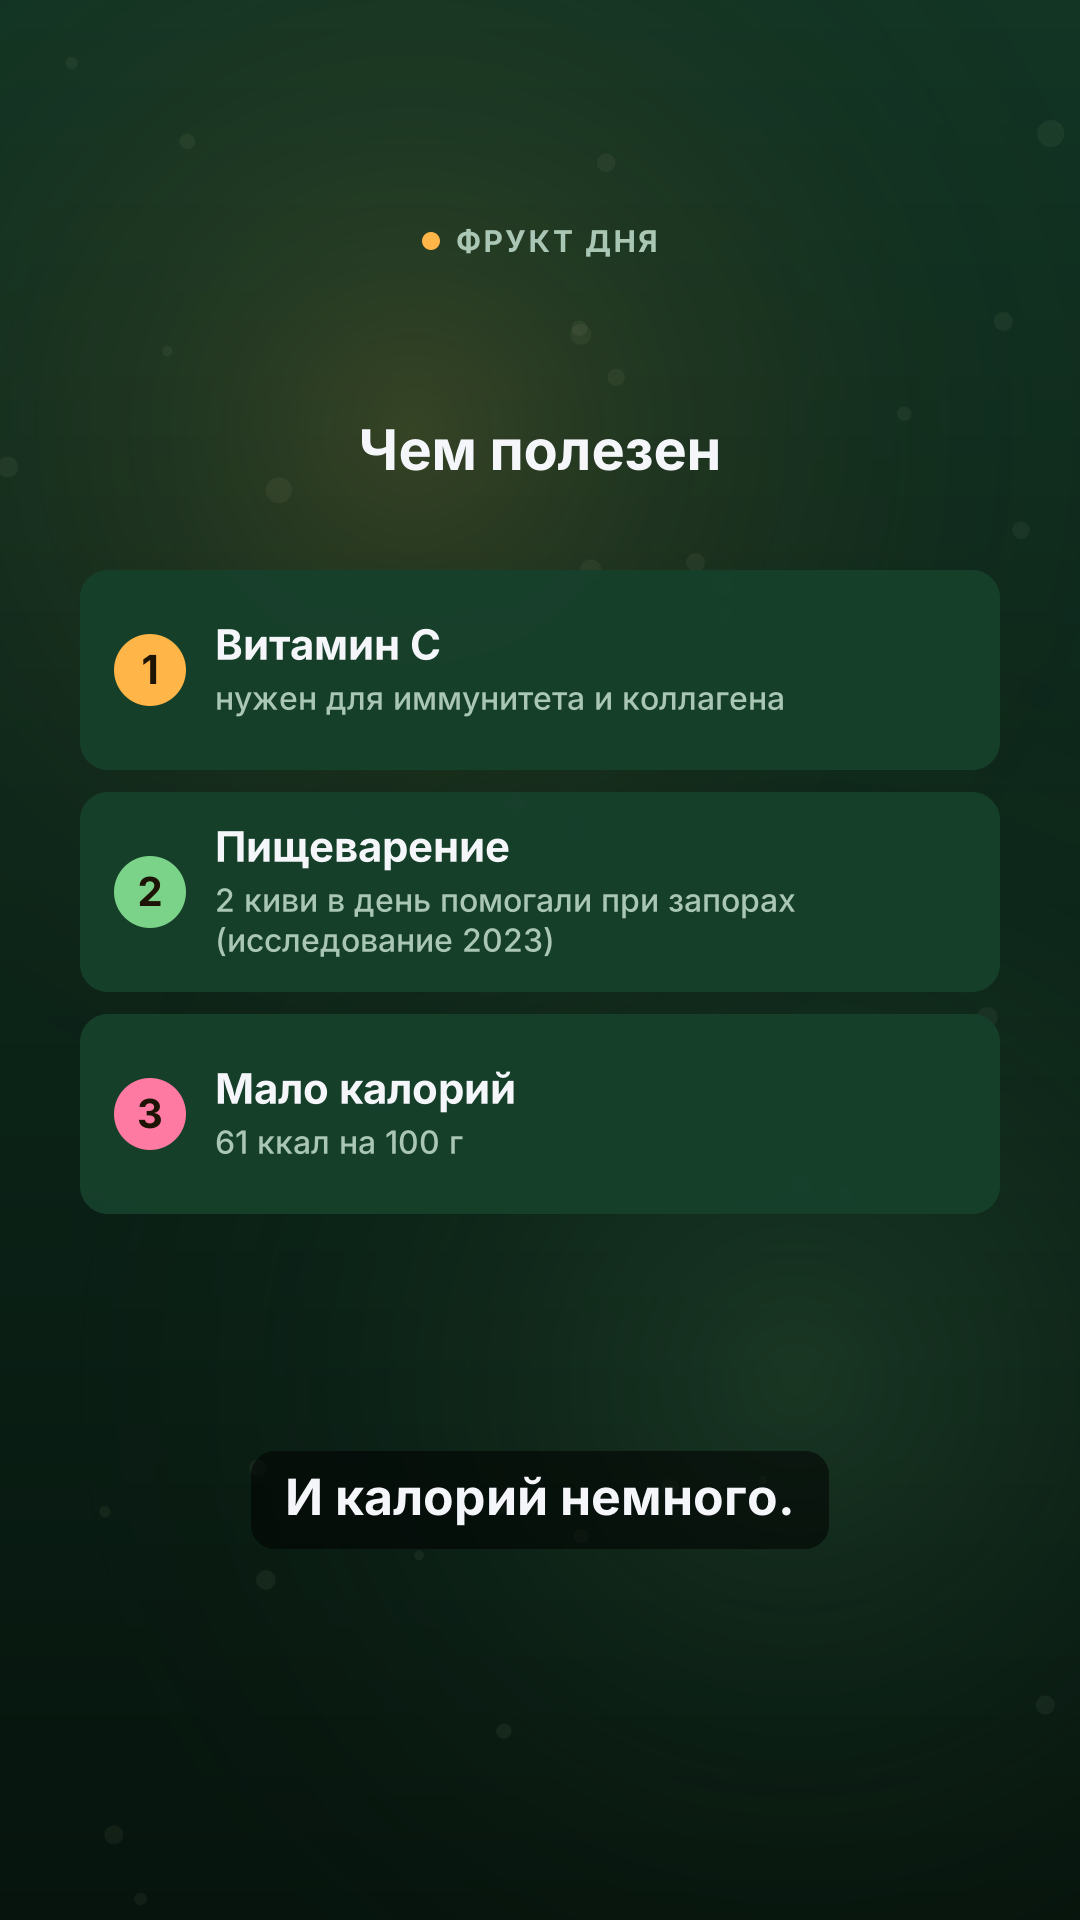 ФРУКТ ДНЯ
Чем полезен
1
Витамин С
нужен для иммунитета и коллагена
2
Пищеварение
2 киви в день помогали при запорах
(исследование 2023)
3
Мало калорий
61 ккал на 100 г
И калорий немного.